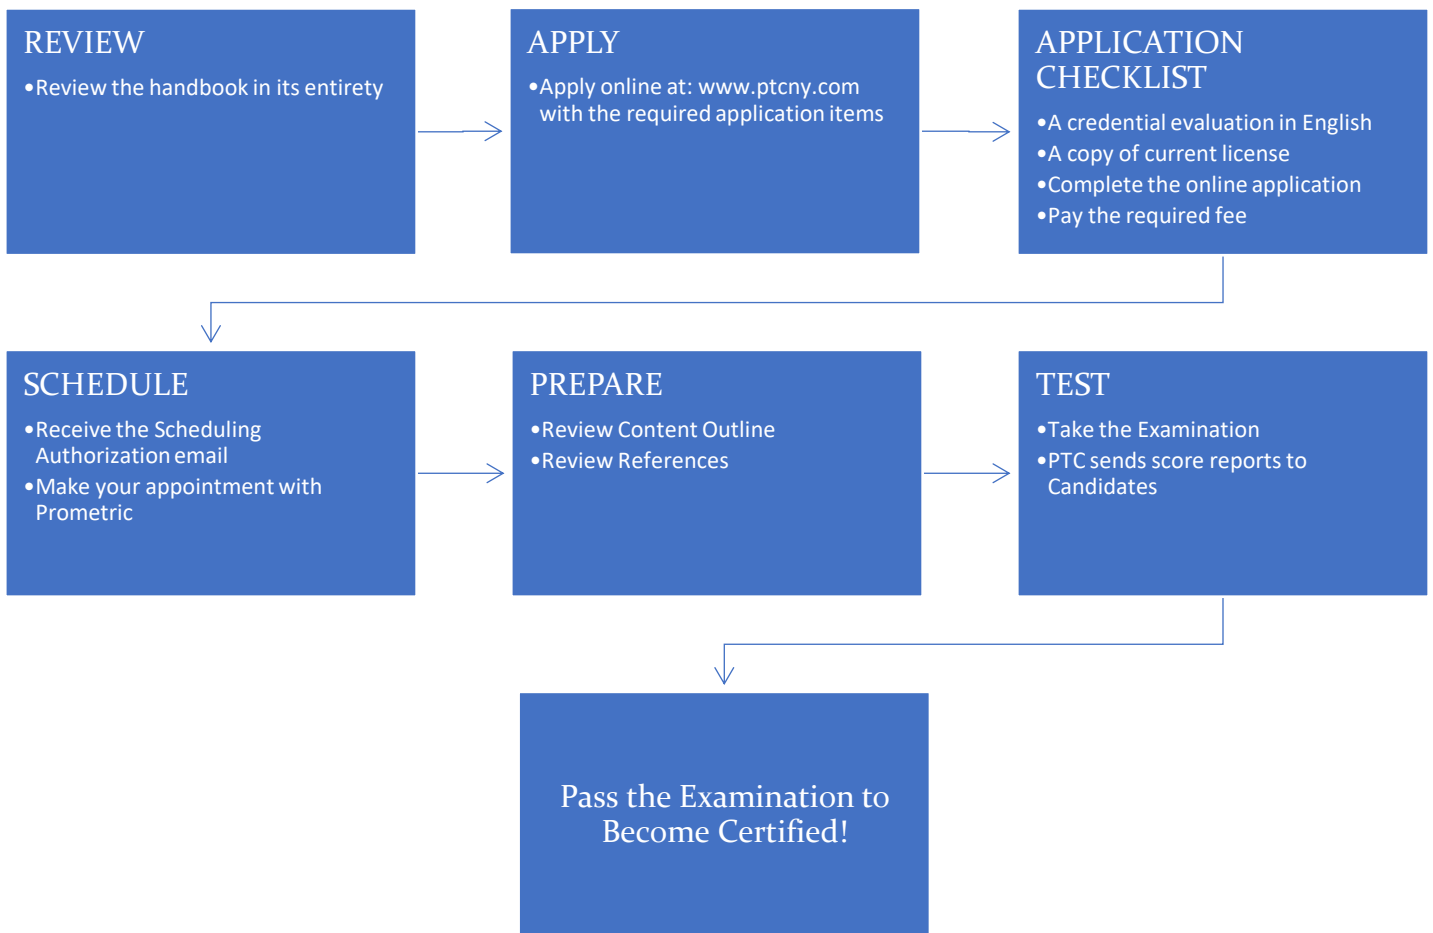 REVIEW
•Review the handbook in its entirety
APPLY
•Apply online at: www.ptcny.com
with the required application items
APPLICATION
CHECKLIST
•A credential evaluation in English
•A copy of current license
•Complete the online application
•Pay the required fee
SCHEDULE
•Receive the Scheduling
Authorization email
•Make your appointment with
Prometric
PREPARE
•Review Content Outline
•Review References
TEST
•Take the Examination
•PTC sends score reports to
Candidates
Pass the Examination to
Become Certified!